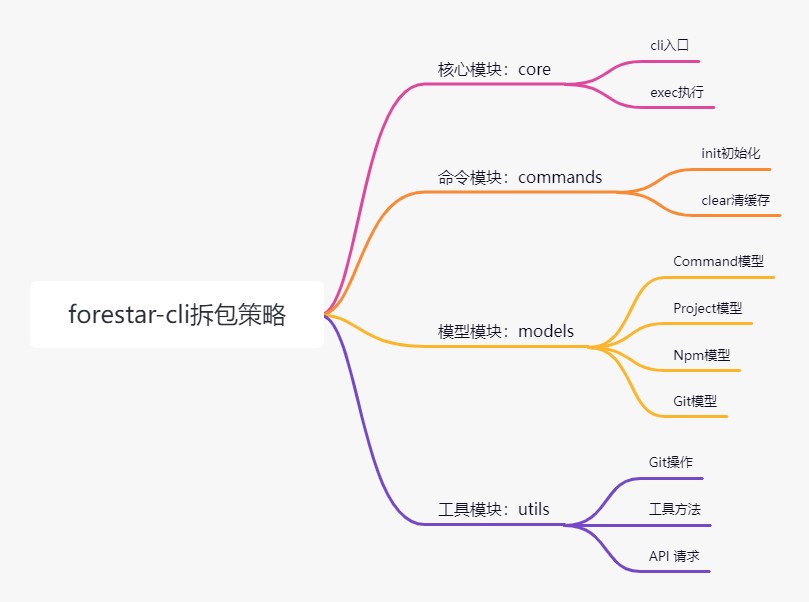 forestar-cli拆包策略
核心模块：core
cli入口
exec执行
命令模块：commands
init初始化
clear清缓存
模型模块：models
Command模型
Project模型
Npm模型
Git模型
工具模块：utils
Git操作
工具方法
API 请求